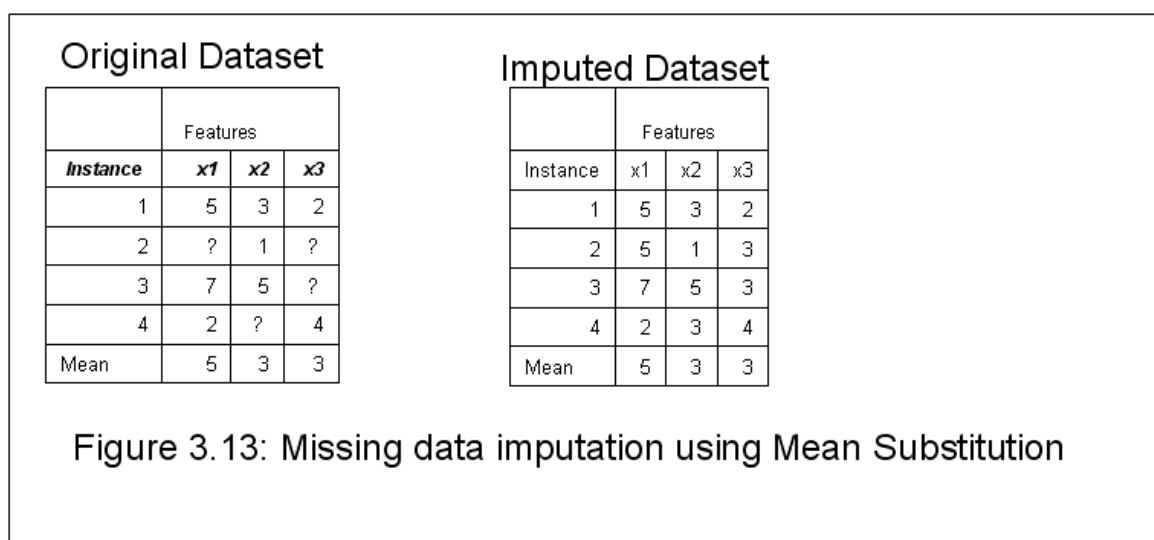 Original Dataset
Features
Instance x1 x2 x3
1 5 3 2
2 ? 1 ?
3 7 5 ?
4 2 ? 4
Mean 5 3 3
Imputed Dataset
Features
Instance x1 x2 x3
1 5 3 2
2 5 1 3
3 7 5 3
4 2 3 4
Mean 5 3 3
Figure 3.13: Missing data imputation using Mean Substitution